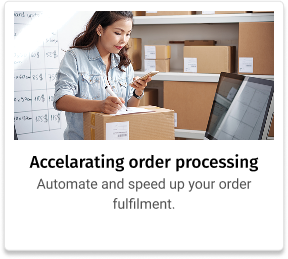 Accelarating order processing
Automate and speed up your order
fulfilment.